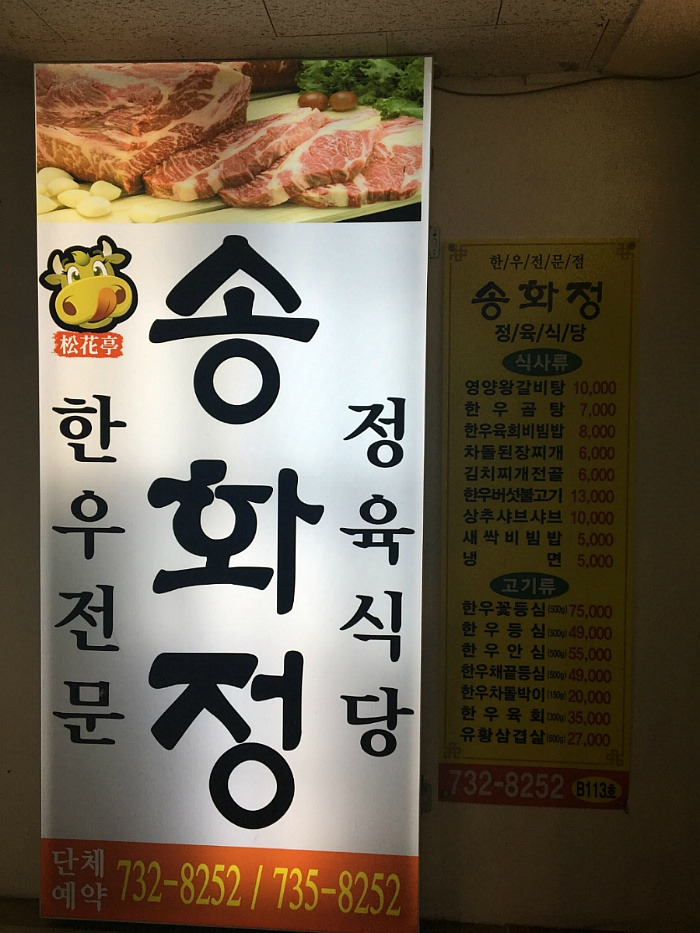 松花亭
송화정
한우전문
정육식당
단체
예약 732-8252 / 735-8252
한/우/전/문/점
송화정
정/육/식/당
식사류
영양왕갈비탕 10,000
한우곰탕 7,000
한우육회비빔밥 8,000
차돌된장찌개 6,000
김치찌개전골 6,000
한우버섯불고기 13,000
상추샤브샤브 10,000
새싹비빔밥 5,000
냉면 5,000
고기류
한우꽃등심(500g) 75,000
한우등심(500g) 49,000
한우안심(500g) 55,000
한우채끝등심(500g) 49,000
한우차돌박이(150g) 20,000
한우육회(300g) 35,000
유황삼겹살(600g) 27,000
732-8252 B113호